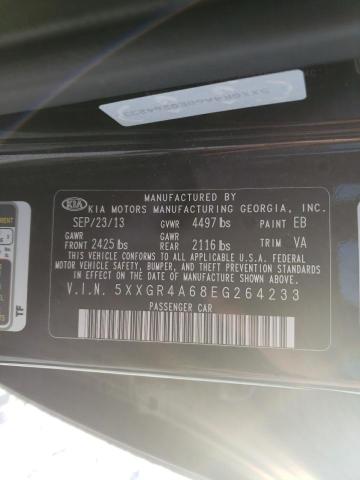 MANUFACTURED BY
KIA KIA MOTORS MANUFACTURING GEORGIA, INC.
SEP/23/13 GVWR 4497 lbs PAINT EB
GAWR GAWR
FRONT 2425 lbs REAR 2116 lbs TRIM VA
THIS VEHICLE CONFORMS TO ALL APPLICABLE U.S.A. FEDERAL
MOTOR VEHICLE SAFETY, BUMPER, AND THEFT PREVENTION STANDARDS
IN EFFECT ON THE DATE OF MANUFACTURE SHOWN ABOVE.
V.I.N. 5XXGR4A68EG264233
PASSENGER CAR
TF